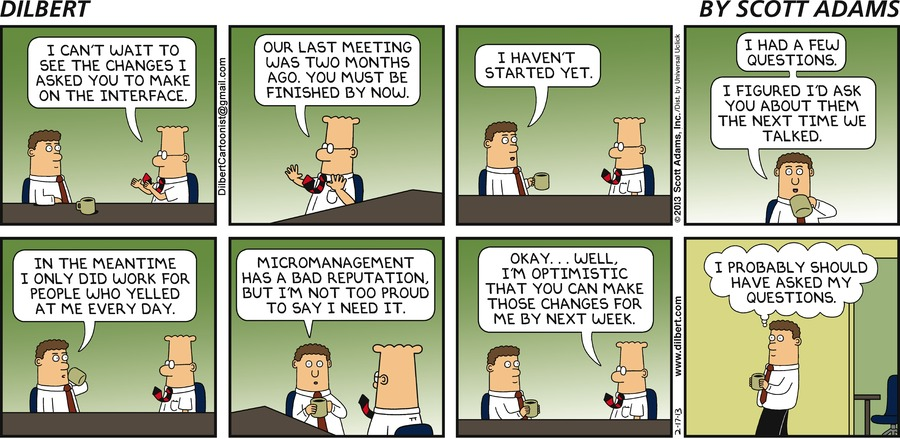 DILBERT
BY SCOTT ADAMS
I CAN'T WAIT TO
SEE THE CHANGES I
ASKED YOU TO MAKE
ON THE INTERFACE.
DilbertCartoonist@gmail.com
OUR LAST MEETING
WAS TWO MONTHS
AGO. YOU MUST BE
FINISHED BY NOW.
I HAVEN'T
STARTED YET.
©2013 Scott Adams, Inc./Dist. by Universal Uclick
I HAD A FEW
QUESTIONS.
I FIGURED I'D ASK
YOU ABOUT THEM
THE NEXT TIME WE
TALKED.
IN THE MEANTIME
I ONLY DID WORK FOR
PEOPLE WHO YELLED
AT ME EVERY DAY.
MICROMANAGEMENT
HAS A BAD REPUTATION,
BUT I'M NOT TOO PROUD
TO SAY I NEED IT.
OKAY... WELL,
I'M OPTIMISTIC
THAT YOU CAN MAKE
THOSE CHANGES FOR
ME BY NEXT WEEK.
2-17-13
www.dilbert.com
I PROBABLY SHOULD
HAVE ASKED MY
QUESTIONS.